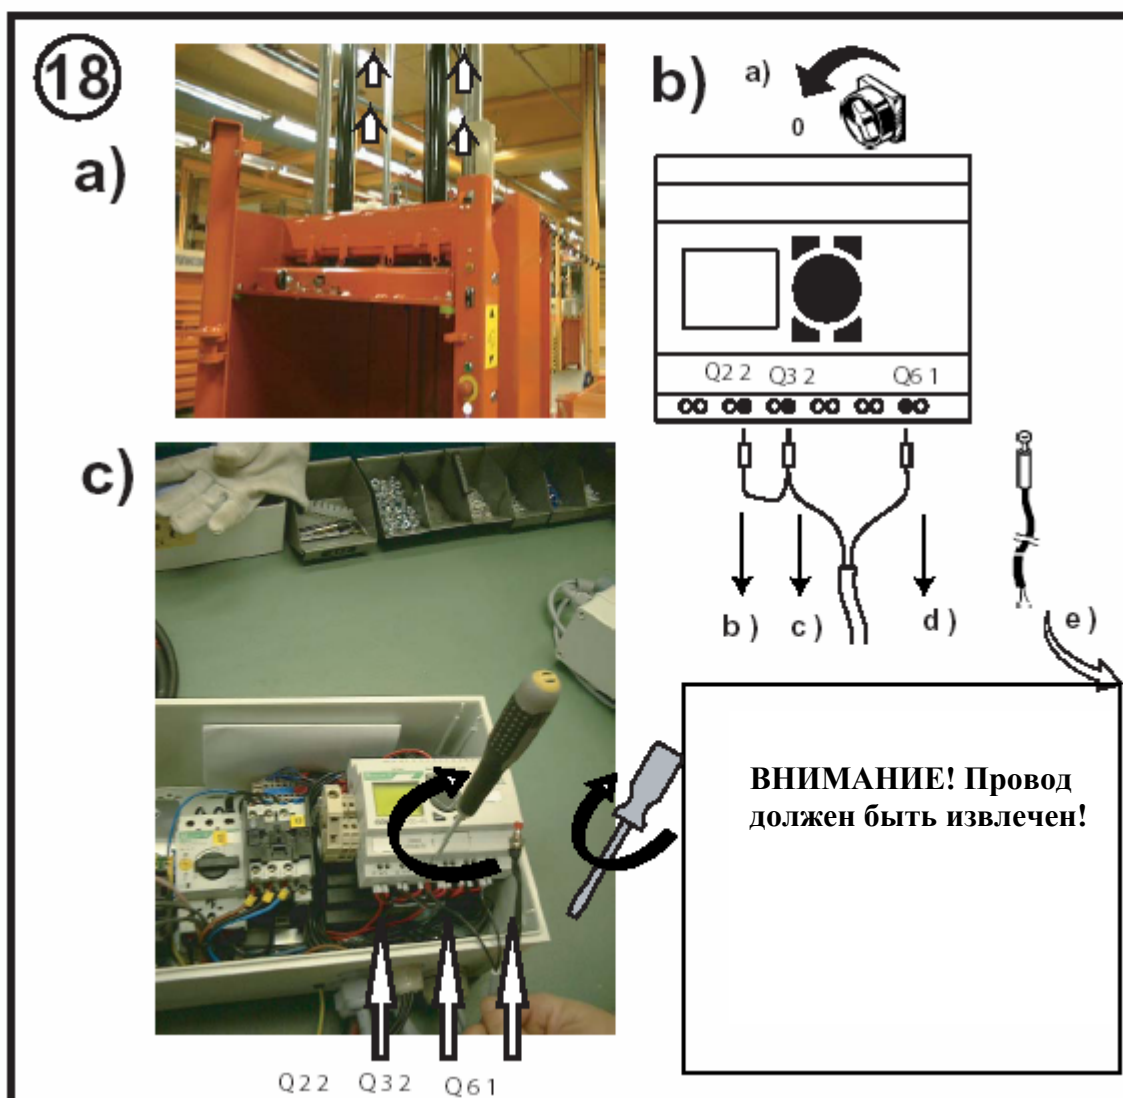 18
a)
b)
a)
0
Q2 2 Q3 2 Q6 1
b) c) d) e)
c)
ВНИМАНИЕ! Провод
должен быть извлечен!
Q2 2 Q3 2 Q6 1